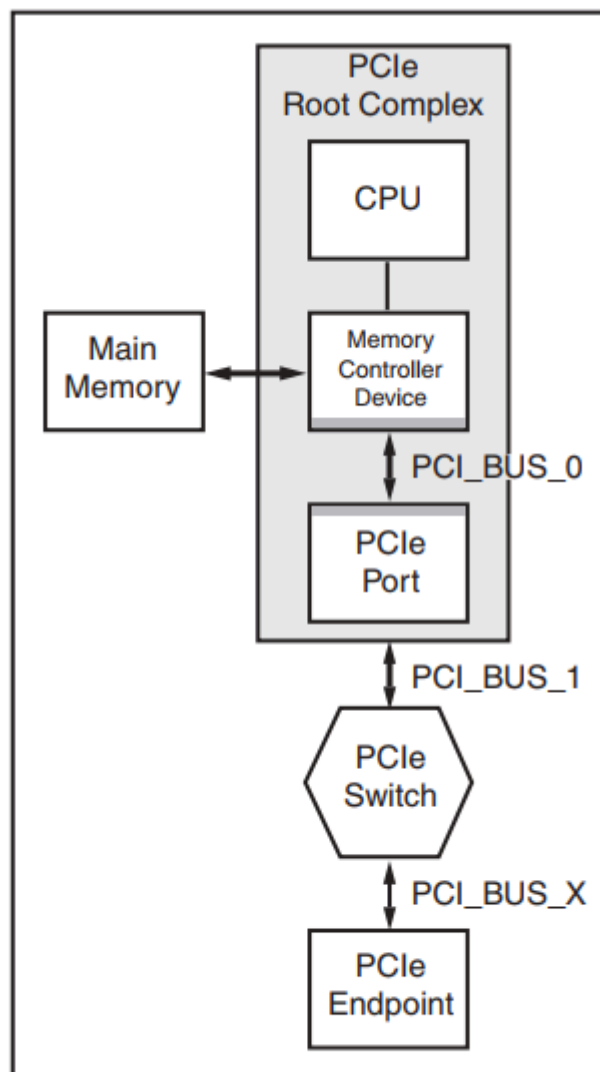 PCIe
Root Complex
CPU
Main
Memory
Memory
Controller
Device
PCI_BUS_0
PCIe
Port
PCI_BUS_1
PCIe
Switch
PCI_BUS_X
PCIe
Endpoint